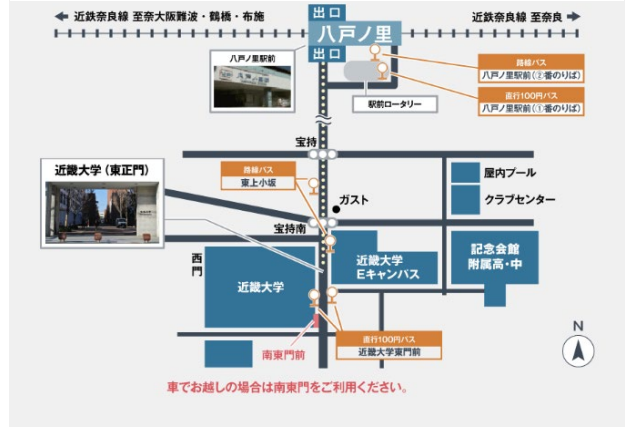 近鉄奈良線 至奈大阪難波・鶴橋・布施
出口
近鉄奈良線 至奈良
八戸ノ里
出口
八戸ノ里駅前
路線バス
八戸ノ里駅前(②番のりば)
直行100円バス
八戸ノ里駅前(①番のりば)
駅前ロータリー
宝持
近畿大学(東正門)
路線バス
東上小坂
ガスト
屋内プール
クラブセンター
宝持南
西門
近畿大学
近畿大学
Eキャンパス
記念会館
附属高・中
直行100円バス
近畿大学東門前
南東門前
N
車でお越しの場合は南東門をご利用ください。